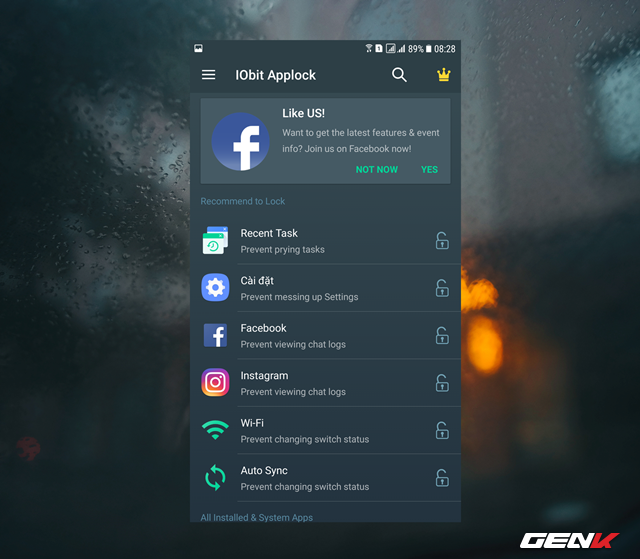 89% 08:28
IObit Applock
Like US!
Want to get the latest features & event
info? Join us on Facebook now!
NOT NOW YES
Recommend to Lock
Recent Task
Prevent prying tasks
Cài đặt
Prevent messing up Settings
Facebook
Prevent viewing chat logs
Instagram
Prevent viewing chat logs
Wi-Fi
Prevent changing switch status
Auto Sync
Prevent changing switch status
All Installed & System Apps
GENK